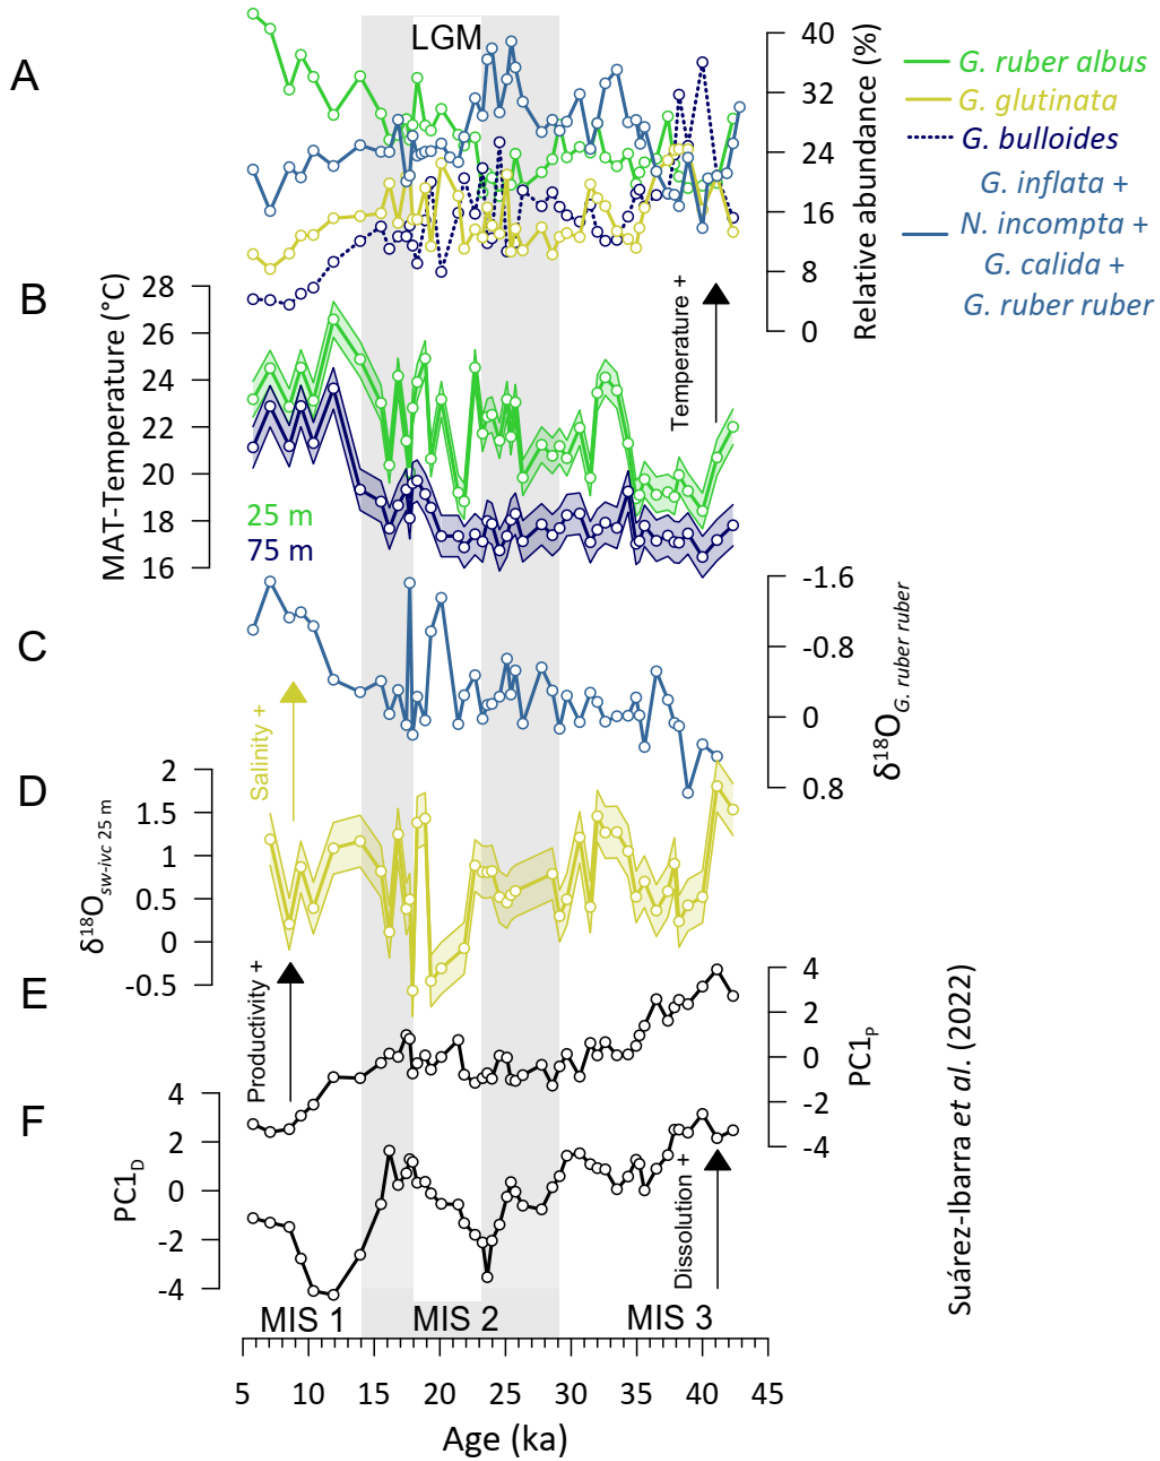 A
LGM
40
32
24
16
8
0
Relative abundance (%)
G. ruber albus
G. glutinata
G. bulloides
G. inflata +
N. incompta +
G. calida +
G. ruber ruber
B
MAT-Temperature (°C)
28
26
24
22
20
18
16
25 m
75 m
Temperature +
C
-1.6
-0.8
0
0.8
δ18O G. ruber ruber
Salinity +
D
δ18O sw-ivc 25 m
2
1.5
1
0.5
0
-0.5
E
Productivity +
4
2
0
-2
-4
PC1P
F
PC1D
4
2
0
-2
-4
Dissolution +
Suárez-Ibarra et al. (2022)
MIS 1 MIS 2 MIS 3
5 10 15 20 25 30 35 40 45
Age (ka)